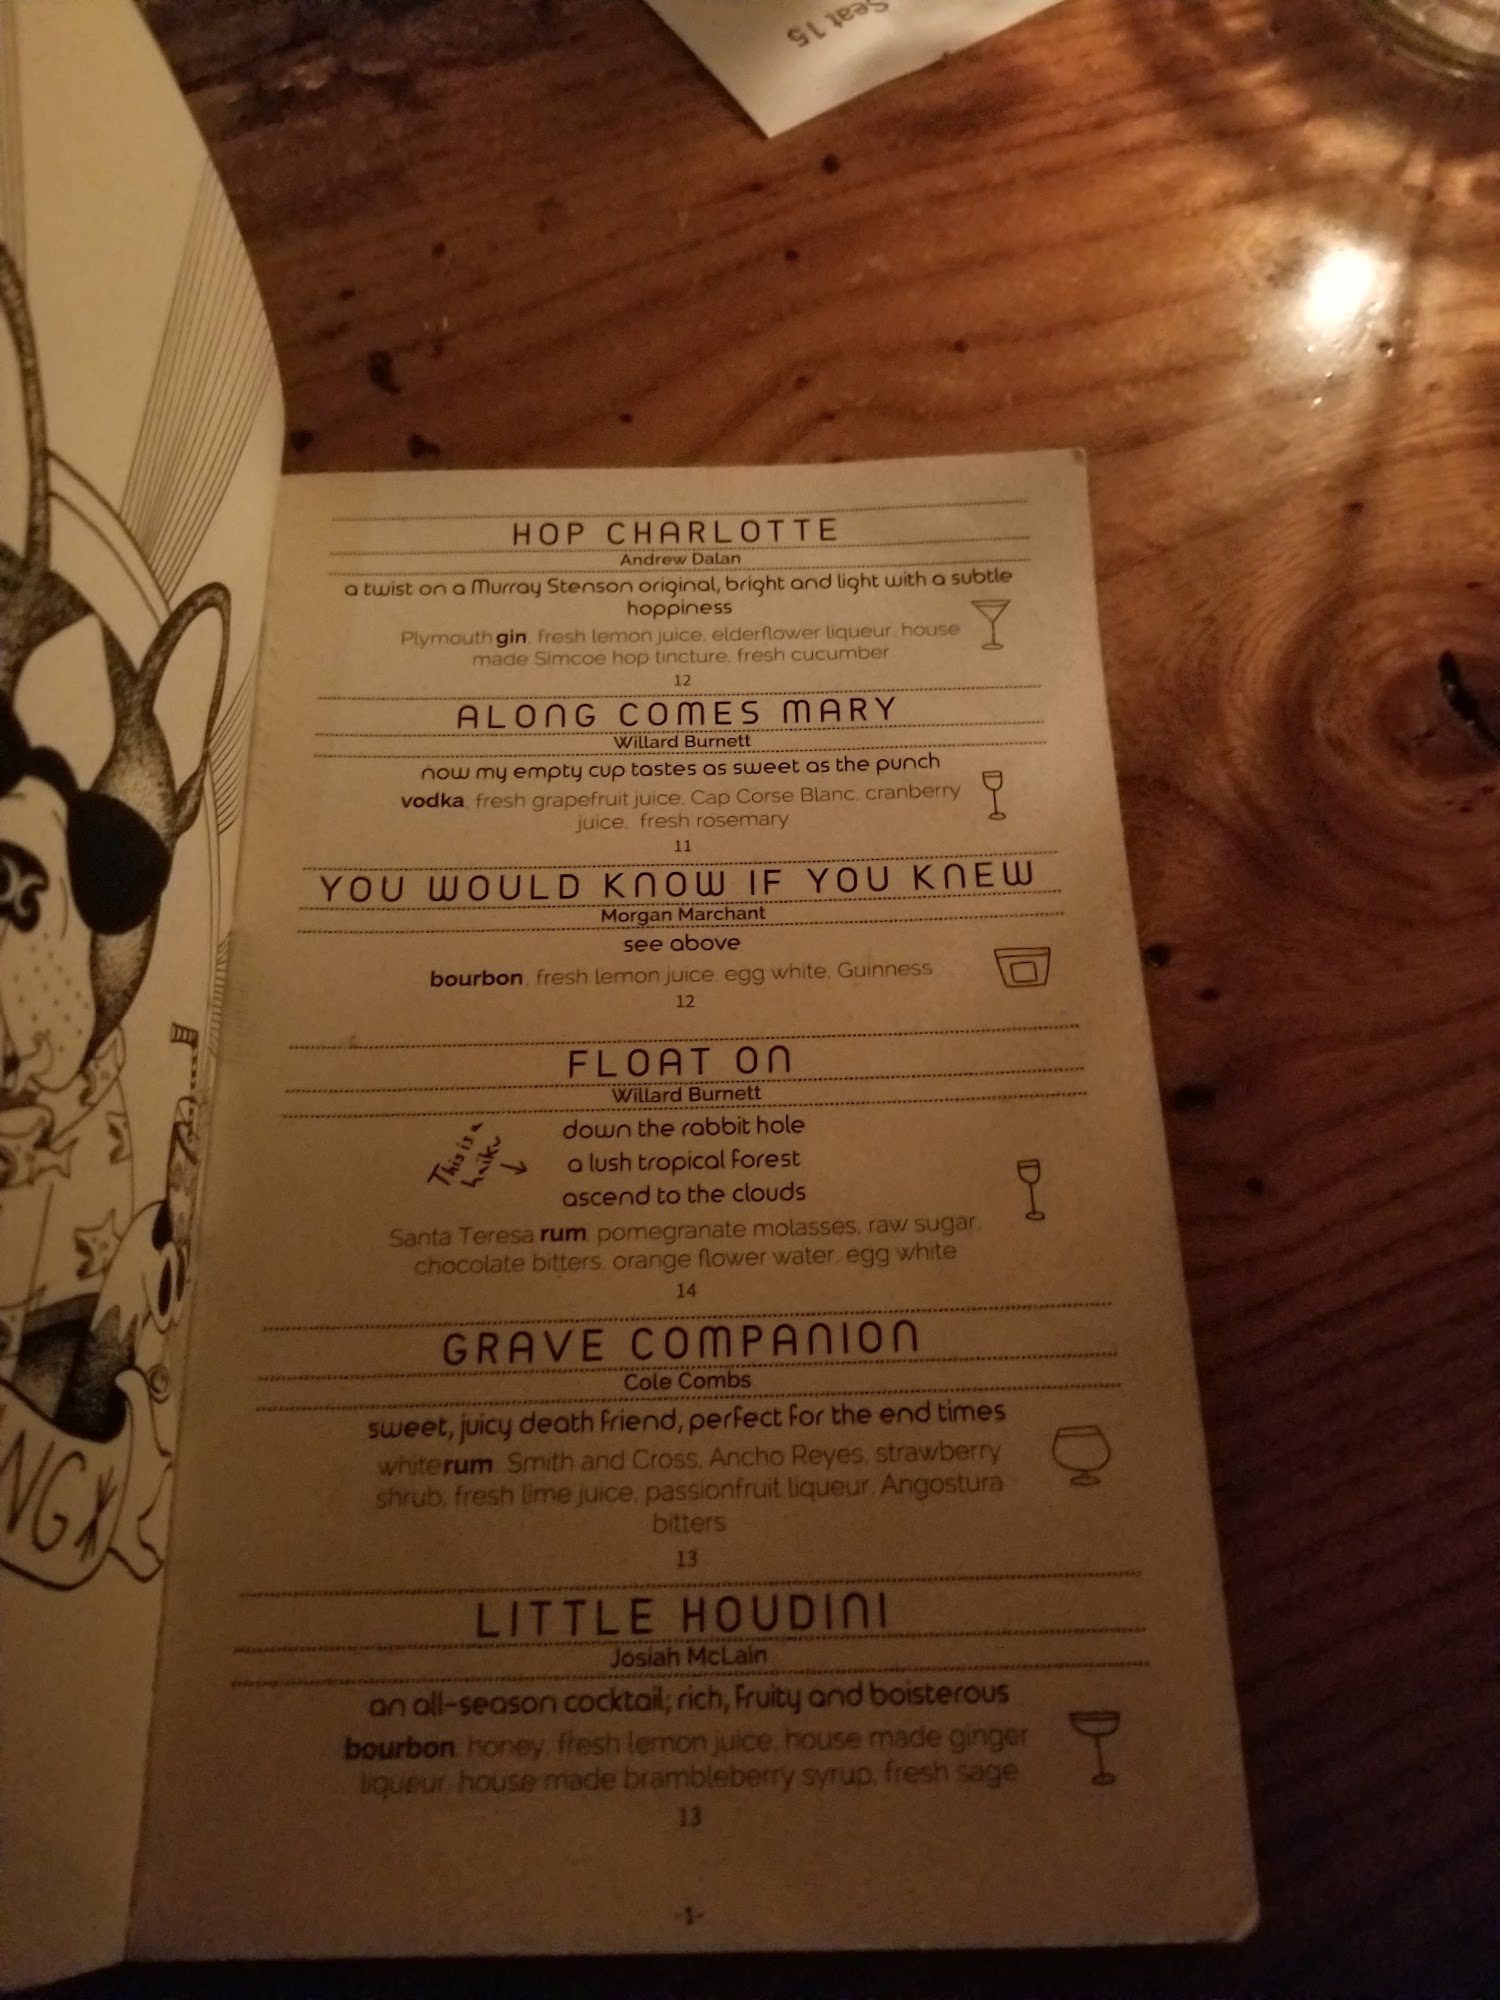 Seat 15
HOP CHARLOTTE
Andrew Dalan
a twist on a Murray Stenson original, bright and light with a subtle
hoppiness
Plymouth gin, fresh lemon juice, elderflower liqueur, house
made Simcoe hop tincture, fresh cucumber
12
ALONG COMES MARY
Willard Burnett
now my empty cup tastes as sweet as the punch
vodka, fresh grapefruit juice, Cap Corse Blanc, cranberry
juice, fresh rosemary
11
YOU WOULD KNOW IF YOU KNEW
Morgan Marchant
see above
bourbon, fresh lemon juice, egg white, Guinness
12
FLOAT ON
Willard Burnett
This is a
haiku
down the rabbit hole
a lush tropical forest
ascend to the clouds
Santa Teresa rum, pomegranate molasses, raw sugar,
chocolate bitters, orange flower water, egg white
14
GRAVE COMPANION
Cole Combs
sweet, juicy death friend, perfect for the end times
white rum, Smith and Cross, Ancho Reyes, strawberry
shrub, fresh lime juice, passionfruit liqueur, Angostura
bitters
13
LITTLE HOUDINI
Josiah McLain
an all-season cocktail; rich, fruity and boisterous
bourbon, honey, fresh lemon juice, house made ginger
liqueur, house made brambleberry syrup, fresh sage
13
-1-